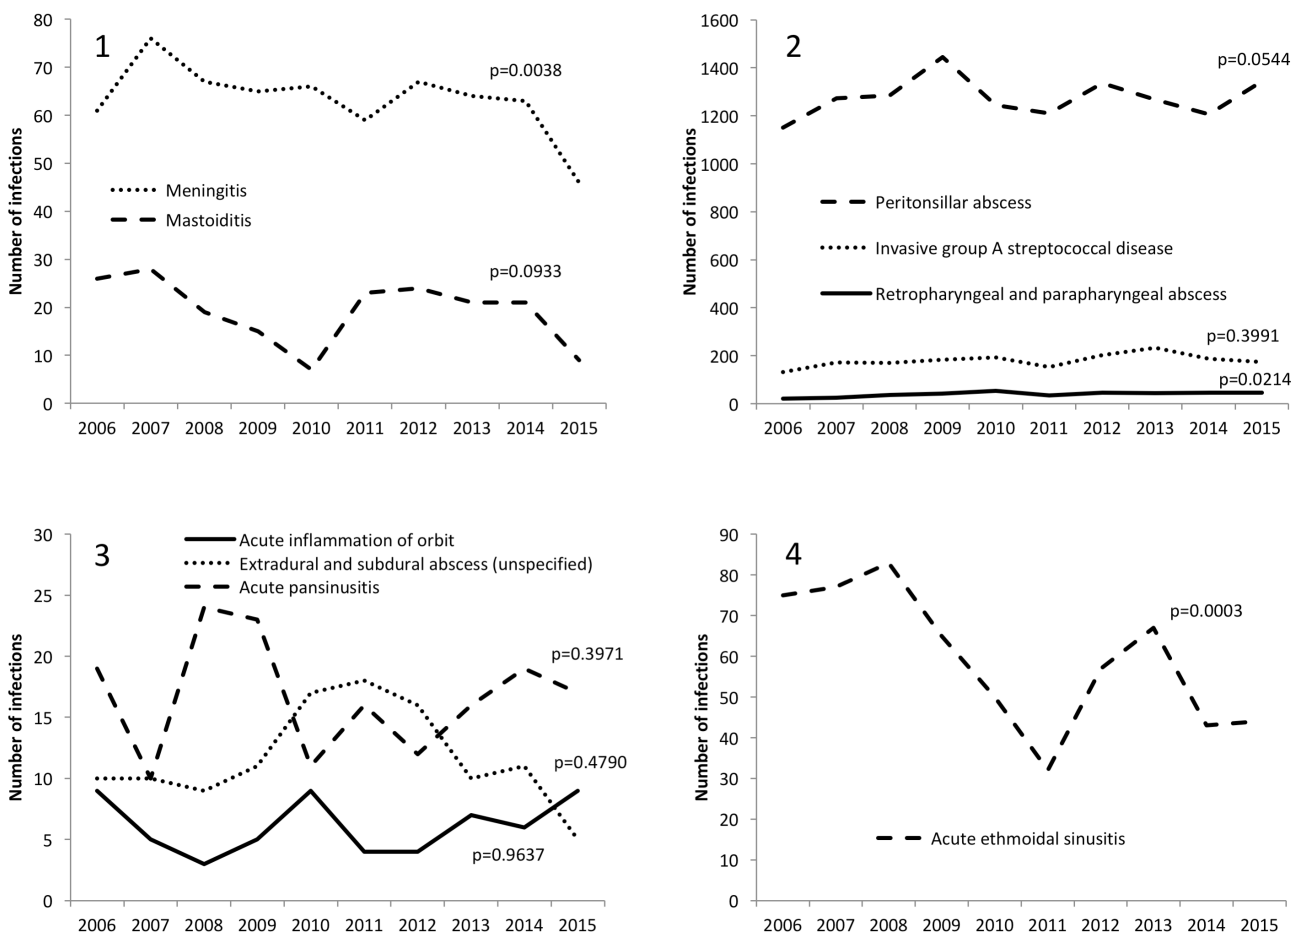 1
Number of infections
80
70
60
50
40
30
20
10
0
p=0.0038
Meningitis
Mastoiditis
p=0.0933
2006 2007 2008 2009 2010 2011 2012 2013 2014 2015
2
Number of infections
1600
1400
1200
1000
800
600
400
200
0
p=0.0544
Peritonsillar abscess
Invasive group A streptococcal disease
Retropharyngeal and parapharyngeal abscess
p=0.3991
p=0.0214
2006 2007 2008 2009 2010 2011 2012 2013 2014 2015
3
Number of infections
30
25
20
15
10
5
0
Acute inflammation of orbit
Extradural and subdural abscess (unspecified)
Acute pansinusitis
p=0.3971
p=0.4790
p=0.9637
2006 2007 2008 2009 2010 2011 2012 2013 2014 2015
4
Number of infections
90
80
70
60
50
40
30
20
10
0
p=0.0003
Acute ethmoidal sinusitis
2006 2007 2008 2009 2010 2011 2012 2013 2014 2015